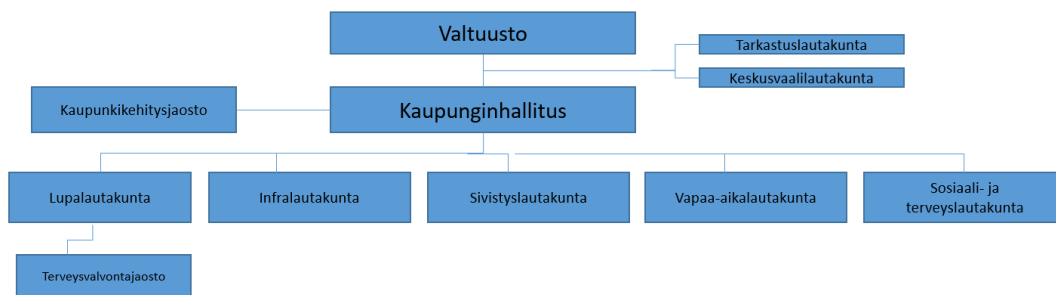 Valtuusto
Tarkastuslautakunta
Keskusvaalilautakunta
Kaupunkikehitysjaosto
Kaupunginhallitus
Lupalautakunta
Infralautakunta
Sivistyslautakunta
Vapaa-aikalautakunta
Sosiaali- ja
terveyslautakunta
Terveysvalvontajaosto